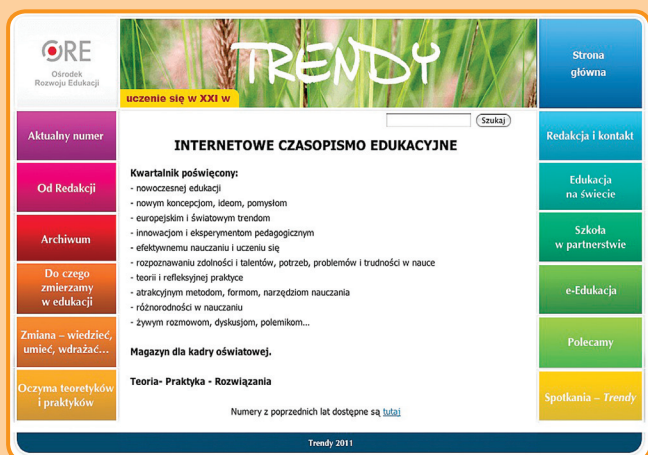 ORE
Ośrodek
Rozwoju Edukacji
TRENDY
uczenie się w XXI w
Strona
główna
Aktualny numer
Od Redakcji
Archiwum
Do czego
zmierzamy
w edukacji
Zmiana – wiedzieć,
umieć, wdrażać...
Oczyma teoretyków
i praktyków
Szukaj
INTERNETOWE CZASOPISMO EDUKACYJNE
Kwartalnik poświęcony:
- nowoczesnej edukacji
- nowym koncepcjom, ideom, pomysłom
- europejskim i światowym trendom
- innowacjom i eksperymentom pedagogicznym
- efektywnemu nauczaniu i uczeniu się
- rozpoznawaniu zdolności i talentów, potrzeb, problemów i trudności w nauce
- teorii i refleksyjnej praktyce
- atrakcyjnym metodom, formom, narzędziom nauczania
- różnorodności w nauczaniu
- żywym rozmowom, dyskusjom, polemikom...
Magazyn dla kadry oświatowej.
Teoria- Praktyka - Rozwiązania
Numery z poprzednich lat dostępne są tutaj
Redakcja i kontakt
Edukacja
na świecie
Szkoła
w partnerstwie
e-Edukacja
Polecamy
Spotkania – Trendy
Trendy 2011